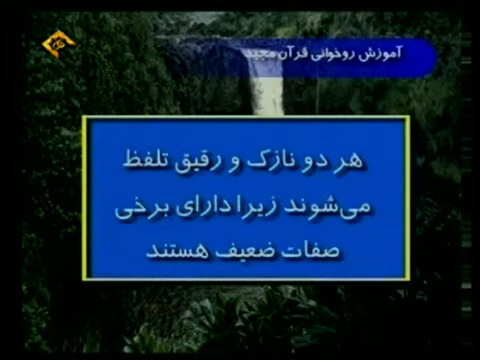 آموزش روخوانی قرآن مجید
هر دو نازک و رقیق تلفظ
می‌شوند زیرا دارای برخی
صفات ضعیف هستند